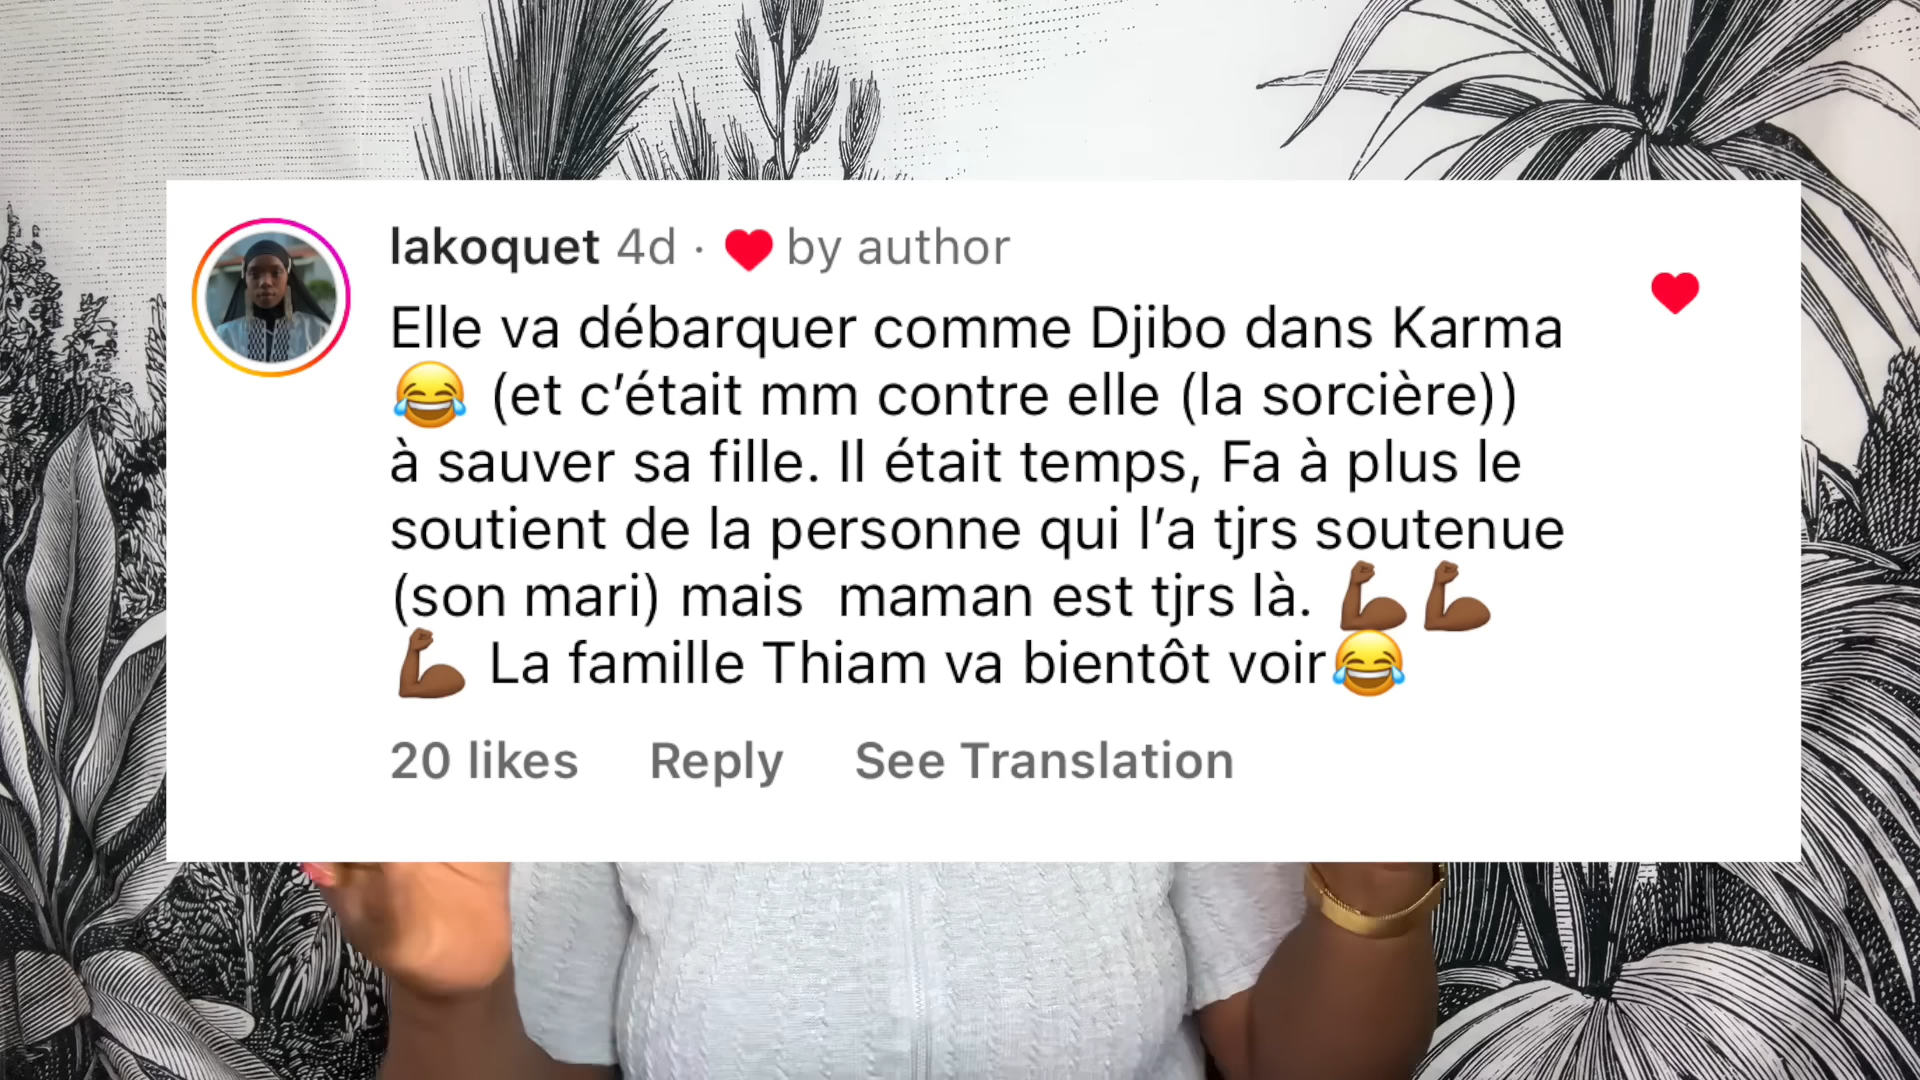 lakoquet 4d · ❤️ by author
Elle va débarquer comme Djibo dans Karma
😂 (et c’était mm contre elle (la sorcière))
à sauver sa fille. Il était temps, Fa à plus le
soutient de la personne qui l’a tjrs soutenue
(son mari) mais  maman est tjrs là. 💪🏾💪🏾
💪🏾 La famille Thiam va bientôt voir😂
20 likes Reply See Translation